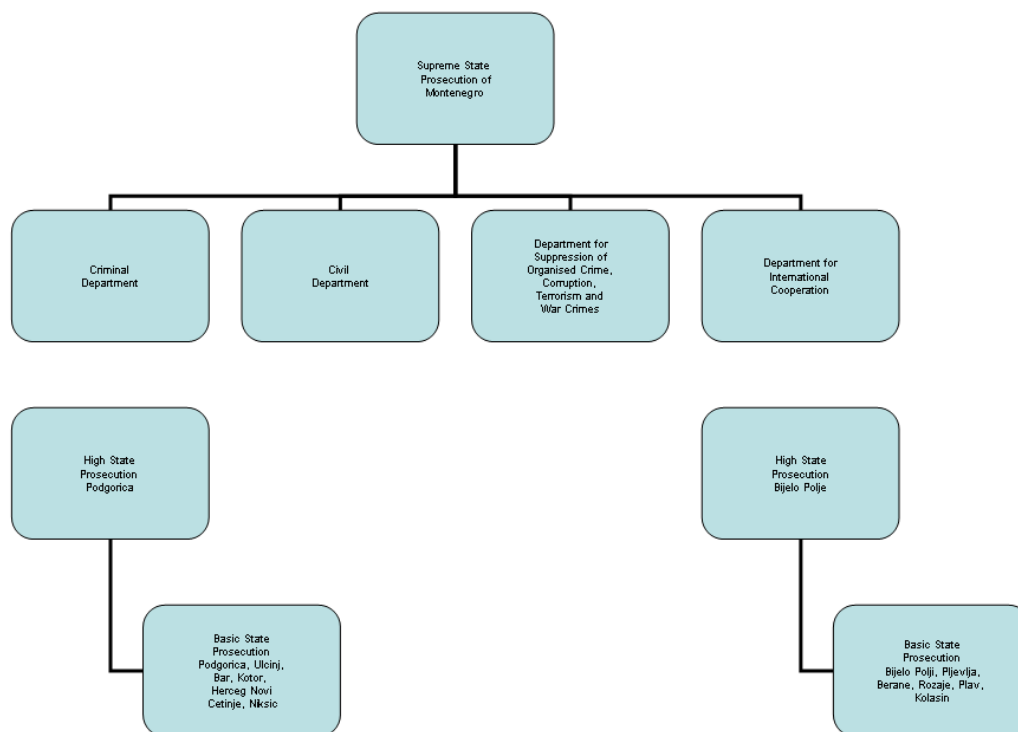 Supreme State
Prosecution of
Montenegro
Criminal
Department
Civil
Department
Department for
Suppression of
Organised Crime,
Corruption,
Terrorism and
War Crimes
Department for
International
Cooperation
High State
Prosecution
Podgorica
High State
Prosecution
Bijelo Polje
Basic State
Prosecution
Podgorica, Ulcinj,
Bar, Kotor,
Herceg Novi
Cetinje, Niksic
Basic State
Prosecution
Bijelo Polji, Pljevlja,
Berane, Rozaje, Plav,
Kolasin